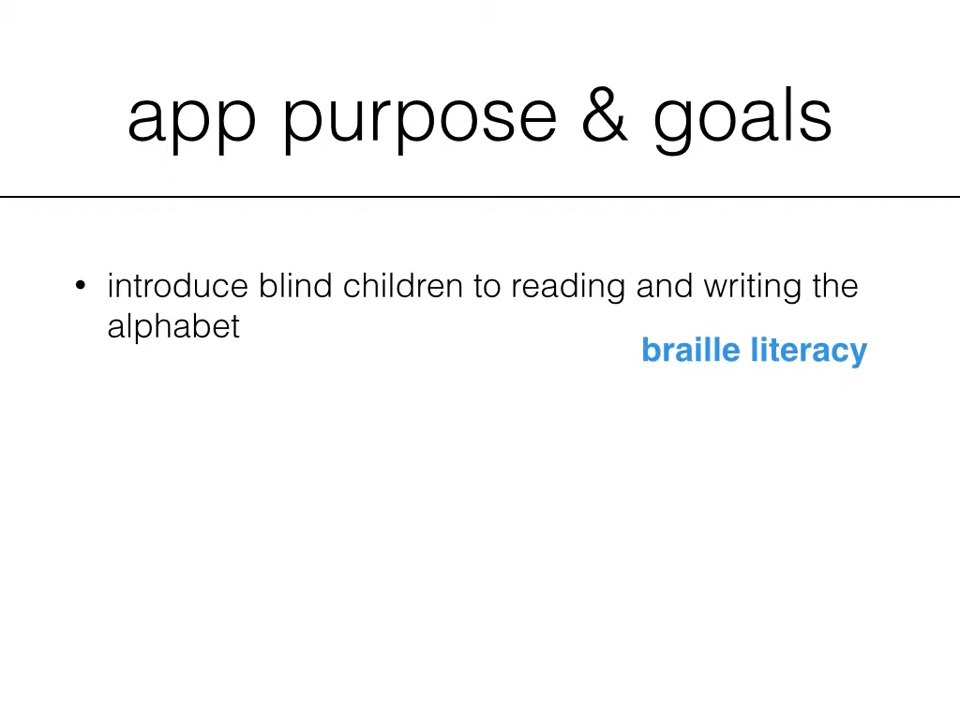 app purpose & goals
• introduce blind children to reading and writing the
alphabet
braille literacy